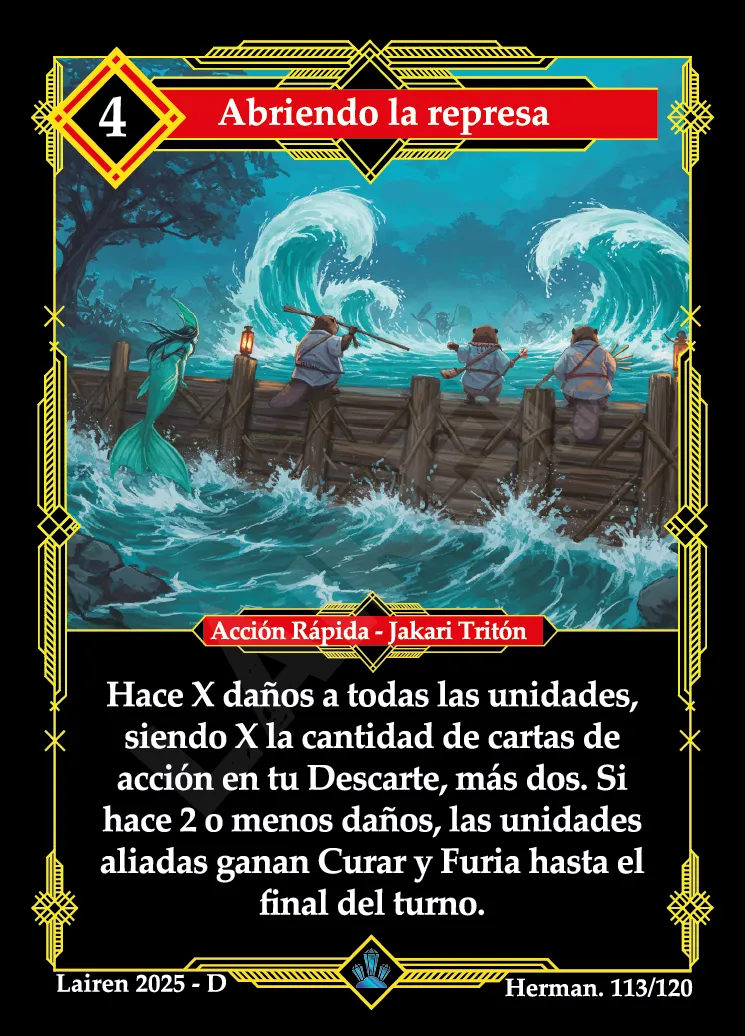 4
Abriendo la represa
Acción Rápida - Jakari Tritón
Hace X daños a todas las unidades,
siendo X la cantidad de cartas de
acción en tu Descarte, más dos. Si
hace 2 o menos daños, las unidades
aliadas ganan Curar y Furia hasta el
final del turno.
Lairen 2025 - D
Herman. 113/120